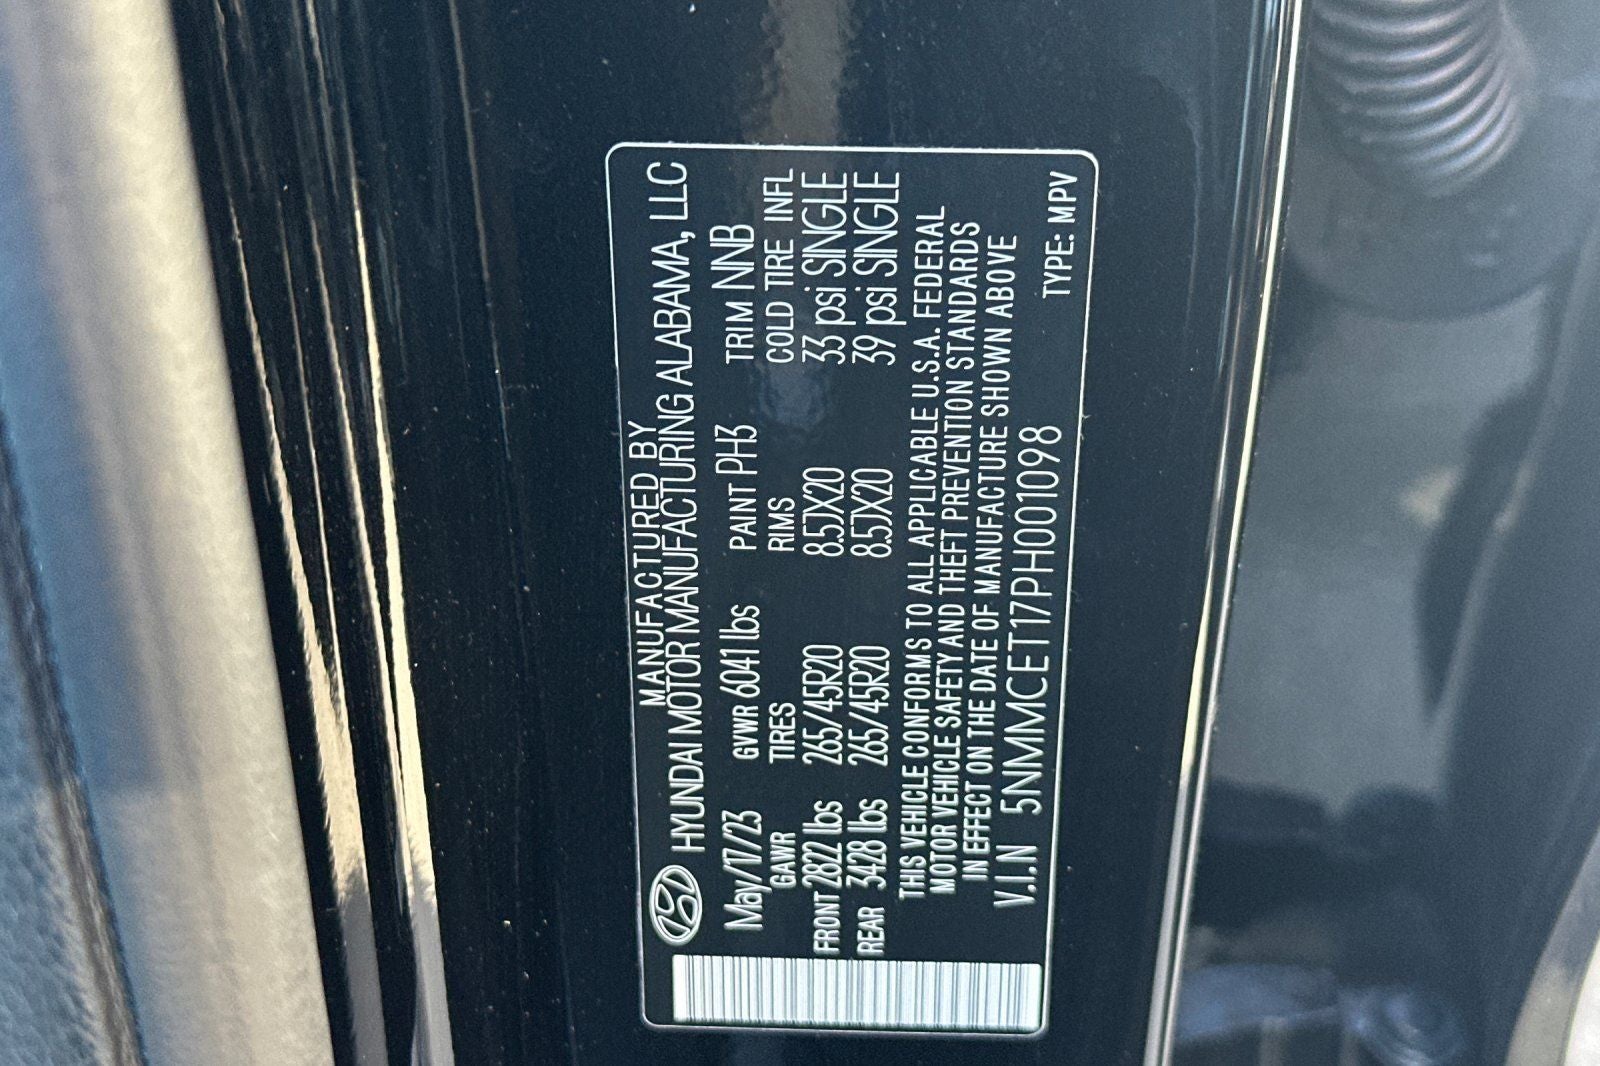 MANUFACTURED BY
HYUNDAI MOTOR MANUFACTURING ALABAMA, LLC
May/17/23 GVWR 6041 lbs PAINT PH3 TRIM NNB
GAWR TIRES RIMS COLD TIRE INFL
FRONT 2822 lbs 265/45R20 8.5JX20 33 psi SINGLE
REAR 3428 lbs 265/45R20 8.5JX20 39 psi SINGLE
THIS VEHICLE CONFORMS TO ALL APPLICABLE U.S.A. FEDERAL
MOTOR VEHICLE SAFETY AND THEFT PREVENTION STANDARDS
IN EFFECT ON THE DATE OF MANUFACTURE SHOWN ABOVE
V.I.N 5NMMCET17PH001098 TYPE: MPV